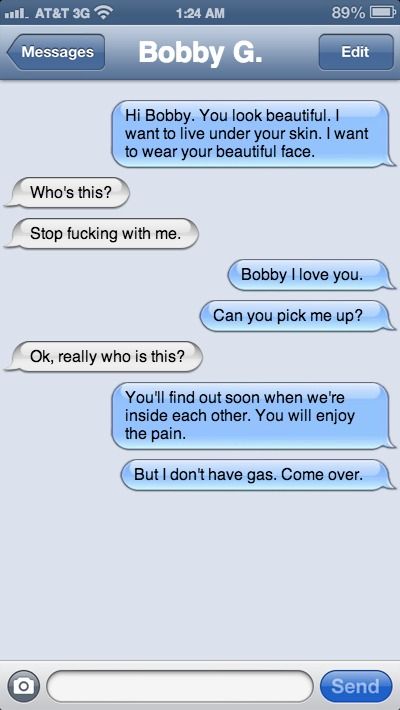 AT&T 3G 1:24 AM 89%
Messages Bobby G. Edit
Hi Bobby. You look beautiful. I
want to live under your skin. I want
to wear your beautiful face.
Who's this?
Stop fucking with me.
Bobby I love you.
Can you pick me up?
Ok, really who is this?
You'll find out soon when we're
inside each other. You will enjoy
the pain.
But I don't have gas. Come over.
Send